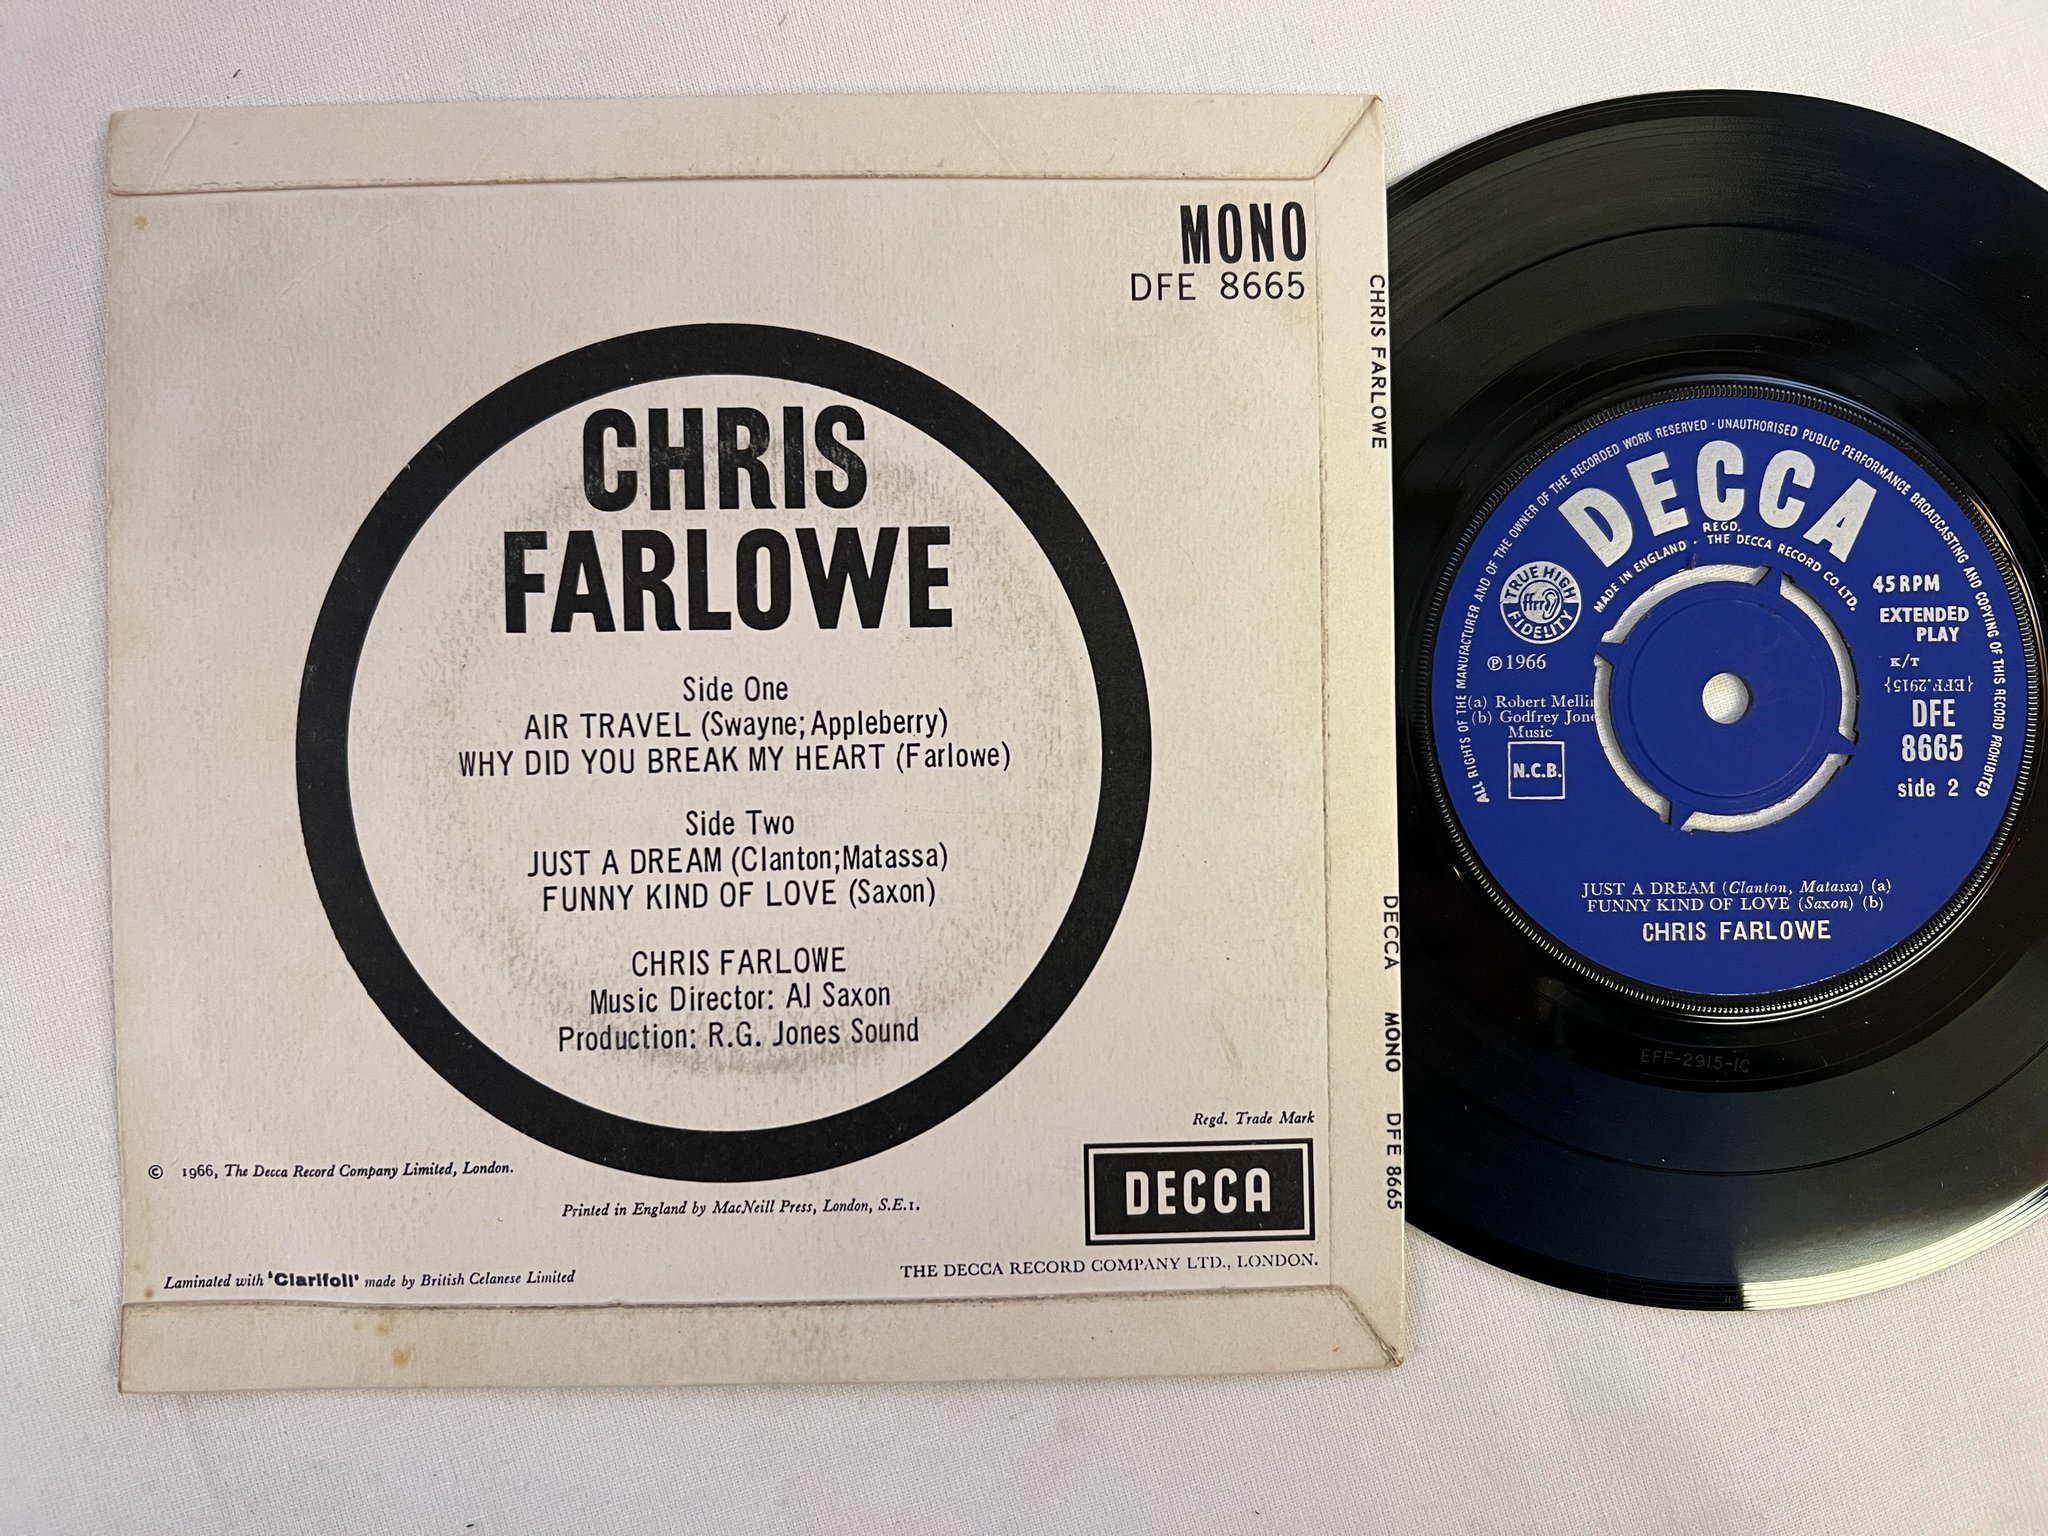 MONO
DFE 8665
CHRIS
FARLOWE
Side One
AIR TRAVEL (Swayne; Appleberry)
WHY DID YOU BREAK MY HEART (Farlowe)
Side Two
JUST A DREAM (Clanton;Matassa)
FUNNY KIND OF LOVE (Saxon)
CHRIS FARLOWE
Music Director: Al Saxon
Production: R.G. Jones Sound
© 1966, The Decca Record Company Limited, London.
Printed in England by MacNeill Press, London, S.E.1.
Laminated with 'Clarifoil' made by British Celanese Limited
Regd. Trade Mark
DECCA
THE DECCA RECORD COMPANY LTD., LONDON.
CHRIS FARLOWE DECCA MONO DFE 8665
ALL RIGHTS OF THE MANUFACTURER AND OF THE OWNER OF THE RECORDED WORK RESERVED · UNAUTHORISED PUBLIC PERFORMANCE BROADCASTING AND COPYING OF THIS RECORD PROHIBITED
DECCA
REGD.
MADE IN ENGLAND · THE DECCA RECORD CO. LTD.
TRUE HIGH
ffrr
FIDELITY
℗ 1966
(a) Robert Mellin
(b) Godfrey Jone
Music
N.C.B.
45 RPM
EXTENDED
PLAY
K/T
{EFF.2915}
DFE
8665
side 2
JUST A DREAM (Clanton, Matassa) (a)
FUNNY KIND OF LOVE (Saxon) (b)
CHRIS FARLOWE
EFF-2915-1C